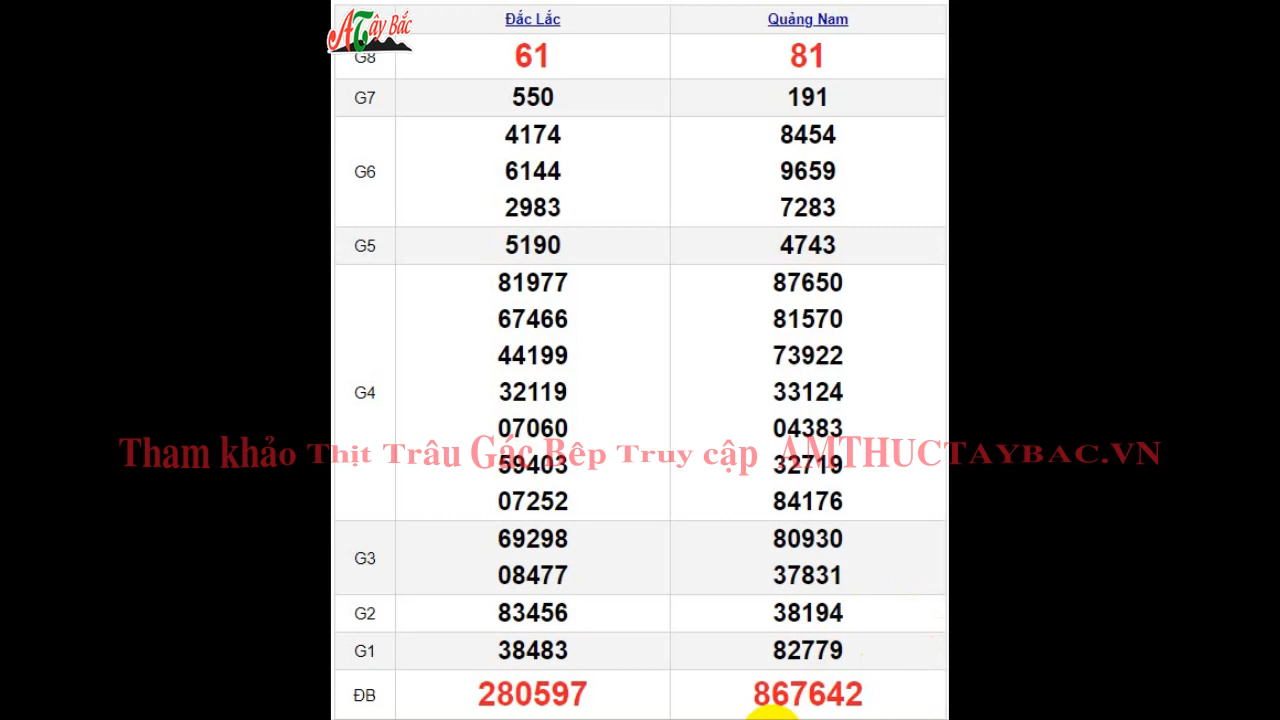 ATây Bắc
Đắc Lắc Quảng Nam
G8 61 81
G7 550 191
4174 8454
G6 6144 9659
2983 7283
G5 5190 4743
81977 87650
67466 81570
44199 73922
G4 32119 33124
07060 04383
Tham khảo Thịt Trâu Gác Bếp Truy cập AMTHUCTAYBAC.VN
59403 32719
07252 84176
69298 80930
G3
08477 37831
G2 83456 38194
G1 38483 82779
ĐB 280597 867642